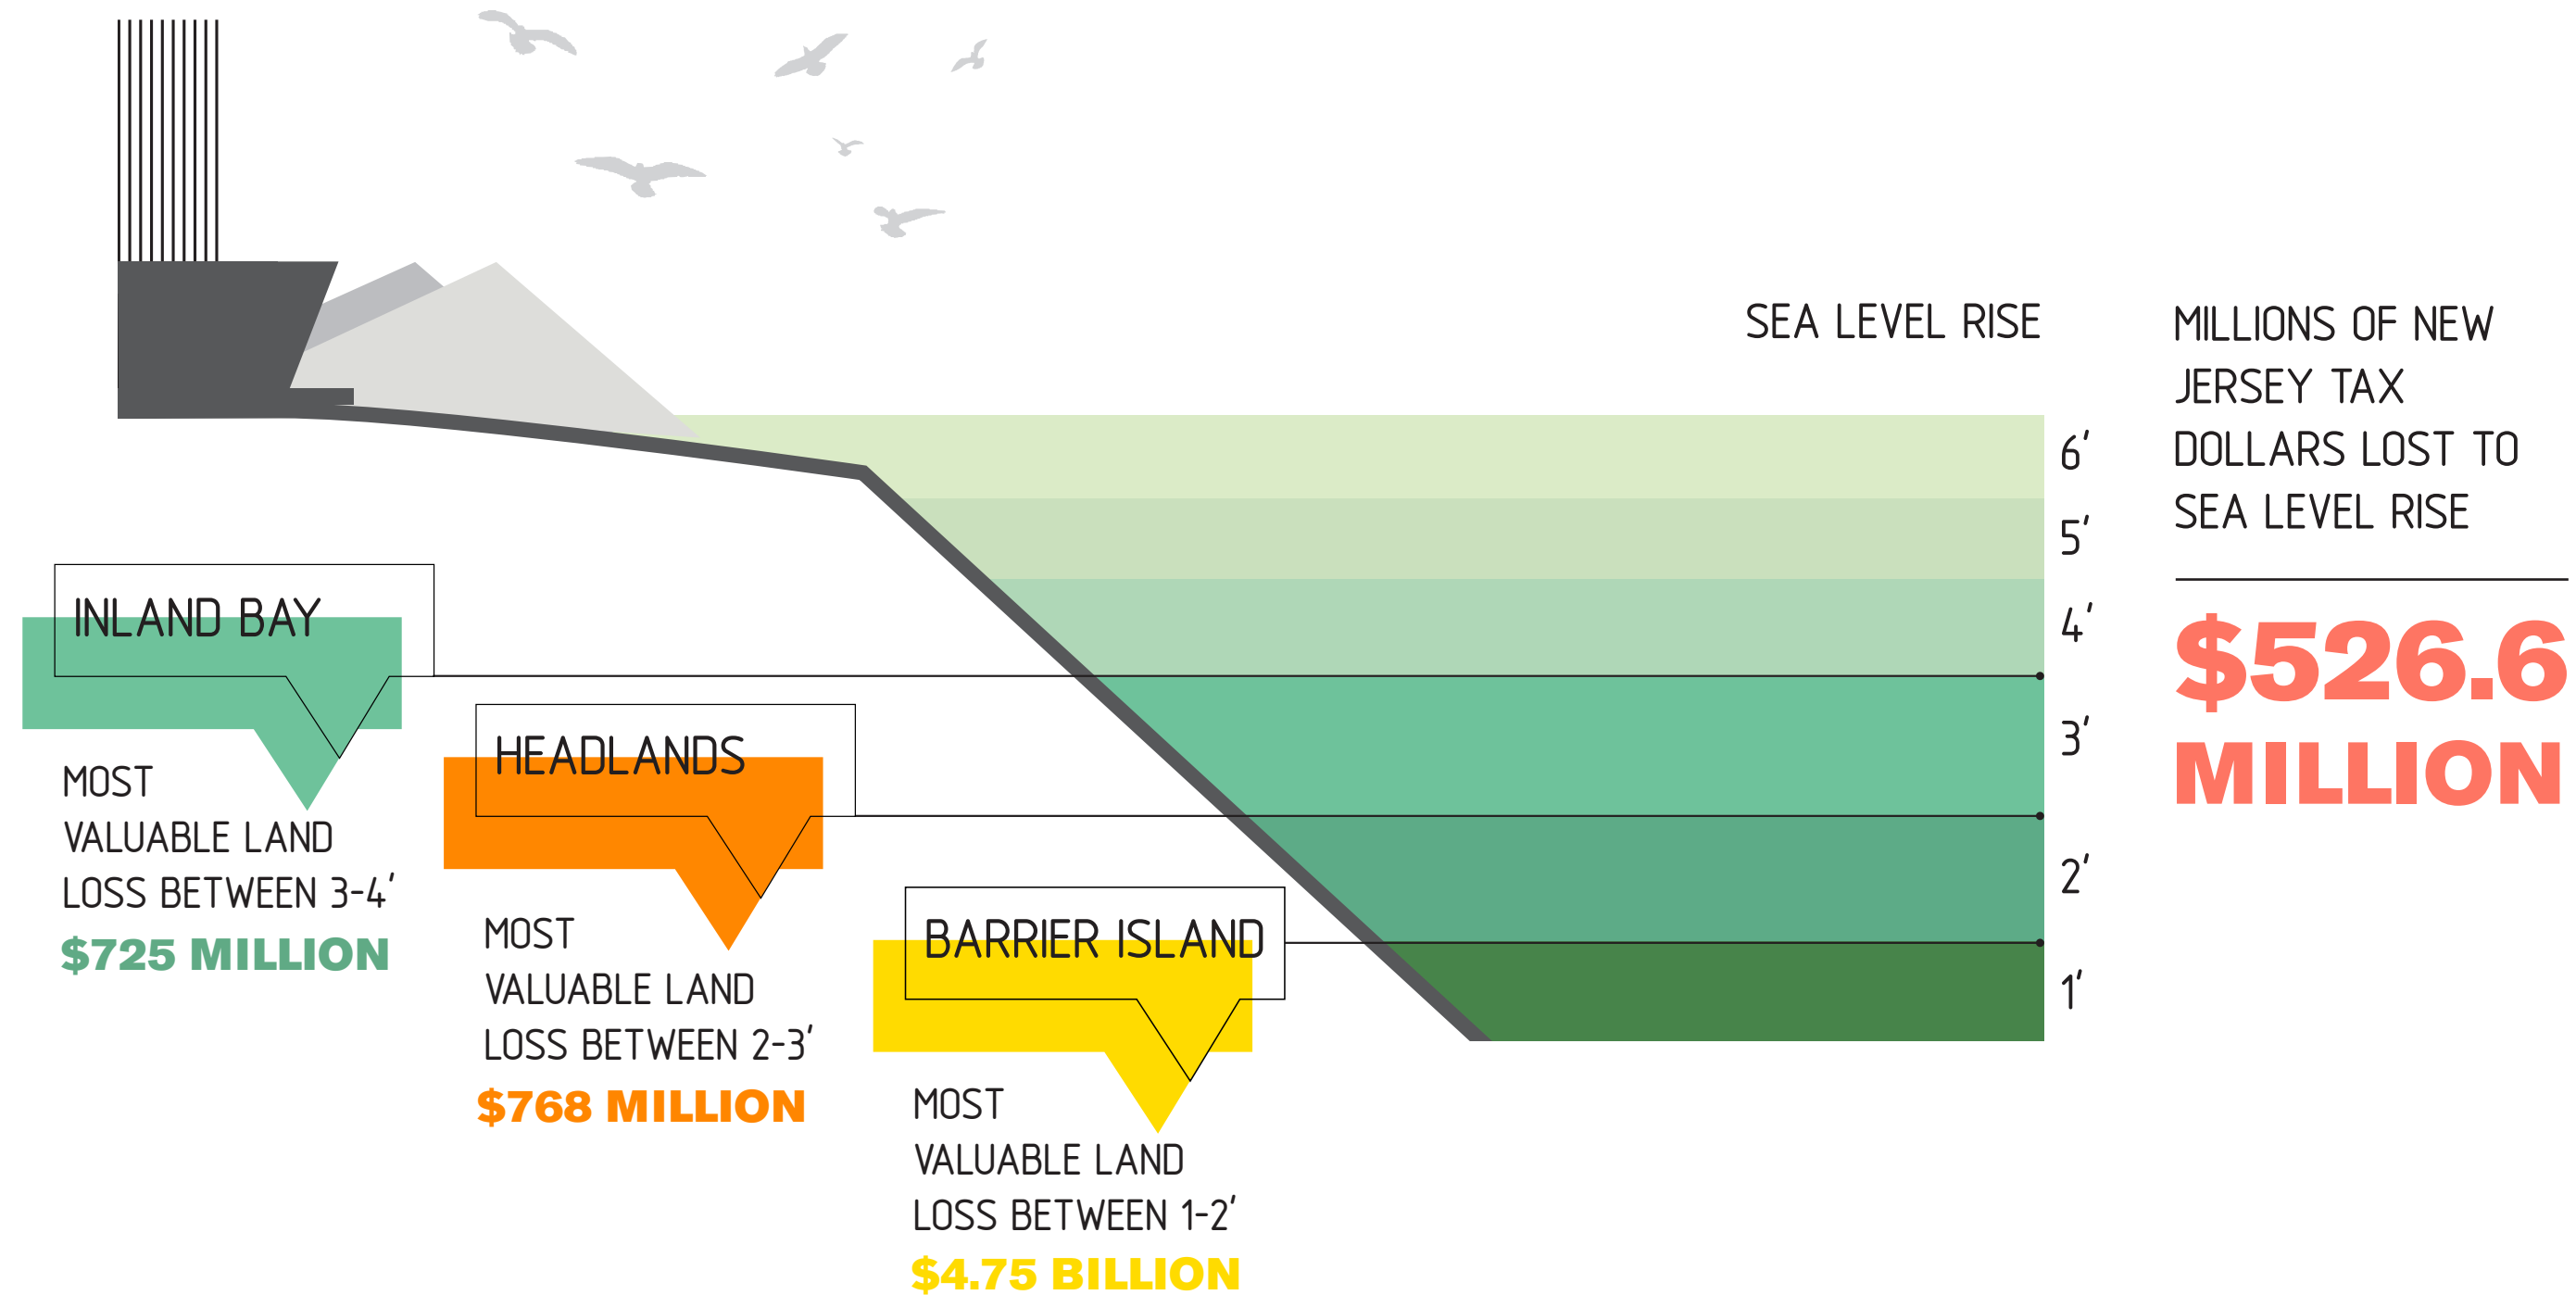 SEA LEVEL RISE
6'
5'
4'
3'
2'
1'
MILLIONS OF NEW
JERSEY TAX
DOLLARS LOST TO
SEA LEVEL RISE
$526.6
MILLION
INLAND BAY
MOST
VALUABLE LAND
LOSS BETWEEN 3-4'
$725 MILLION
HEADLANDS
MOST
VALUABLE LAND
LOSS BETWEEN 2-3'
$768 MILLION
BARRIER ISLAND
MOST
VALUABLE LAND
LOSS BETWEEN 1-2'
$4.75 BILLION